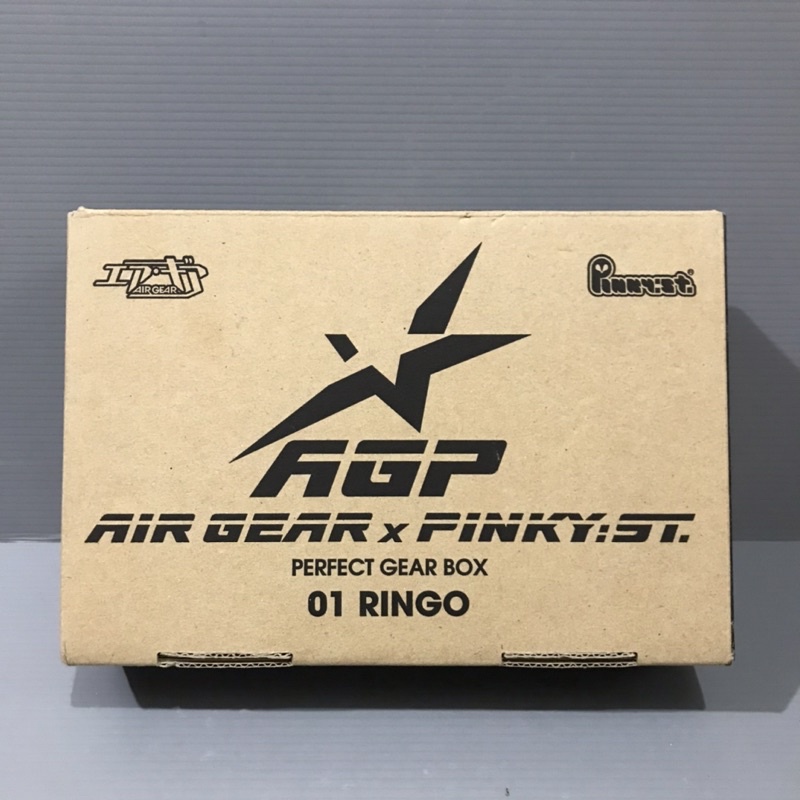 エア・ギア
AIR GEAR
Pinky:st.
AGP
AIR GEAR x PINKY:ST.
PERFECT GEAR BOX
01 RINGO